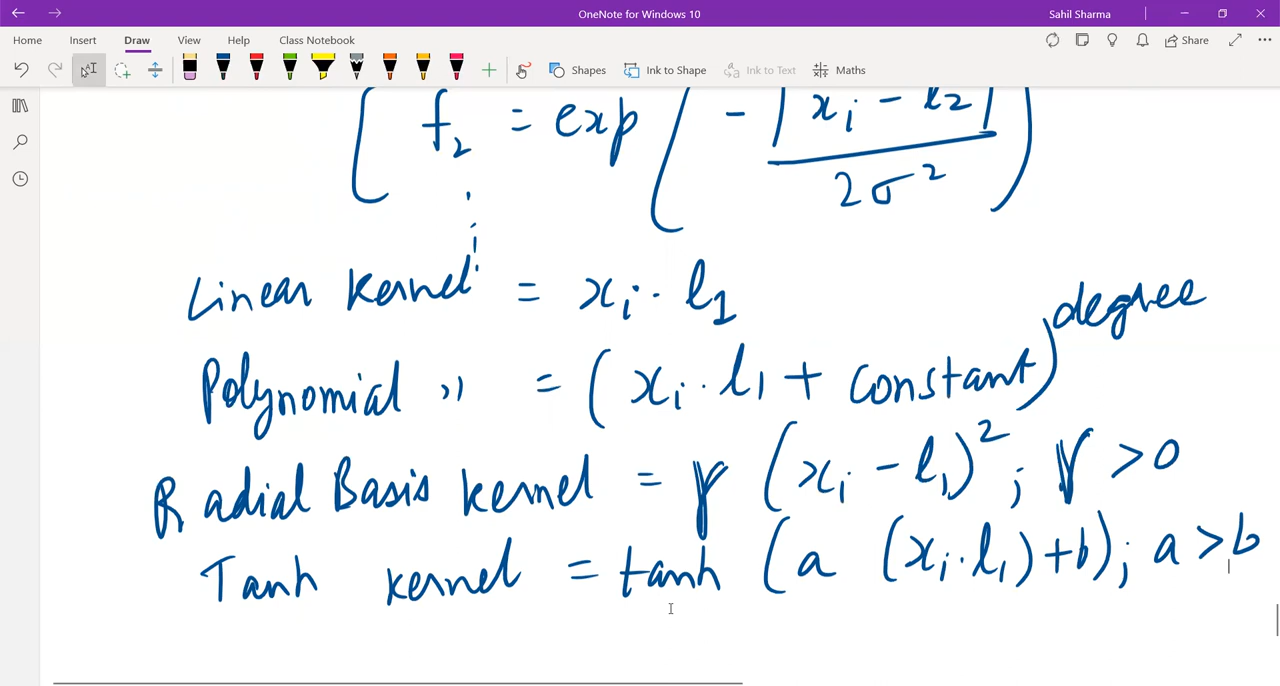 OneNote for Windows 10
Sahil Sharma
Home Insert Draw View Help Class Notebook
Share
Shapes Ink to Shape Ink to Text Maths
f₂ = exp ( - |xᵢ - l₂| / 2σ² )
Linear Kernel = xᵢ · l₁
Polynomial " = (xᵢ · l₁ + constant)^degree
Radial Basis kernel = γ (xᵢ - l₁)² ; γ > 0
Tanh kernel = tanh (a (xᵢ · l₁) + b) ; a > b